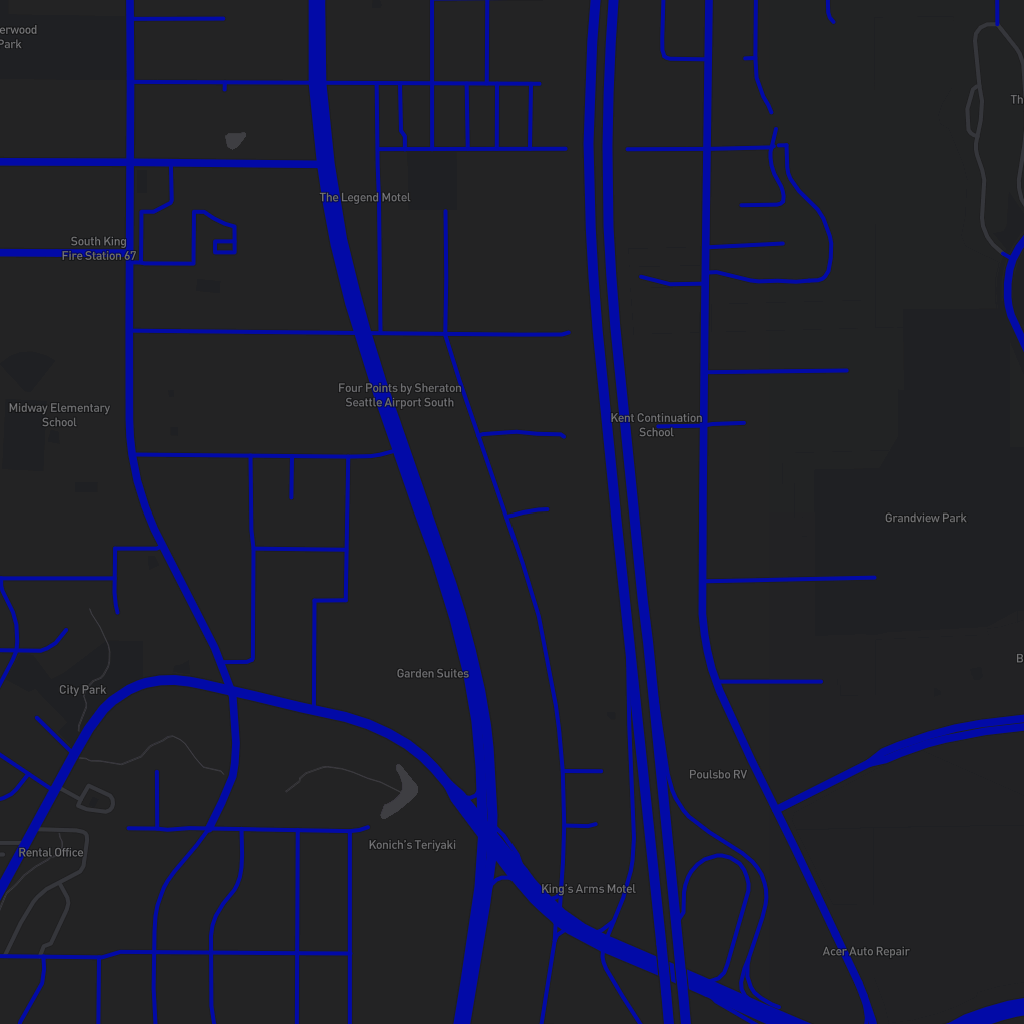 erwood
Park
Th
The Legend Motel
South King
Fire Station 67
Four Points by Sheraton
Seattle Airport South
Midway Elementary
School
Kent Continuation
School
Grandview Park
B
Garden Suites
City Park
Poulsbo RV
Konich's Teriyaki
Rental Office
King's Arms Motel
Acer Auto Repair